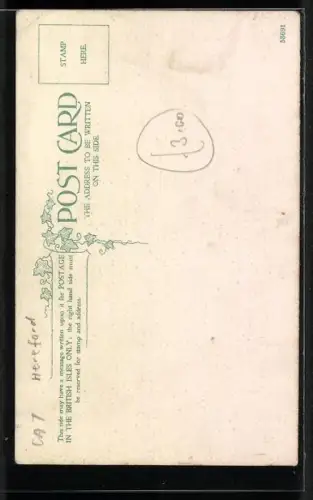 STAMP
HERE.
POST CARD
THE ADDRESS TO BE WRITTEN
ON THIS SIDE
This side may have a message written upon it for POSTAGE
IN THE BRITISH ISLES ONLY, the right hand side must
be reserved for stamp and address
£3.00
Hereford